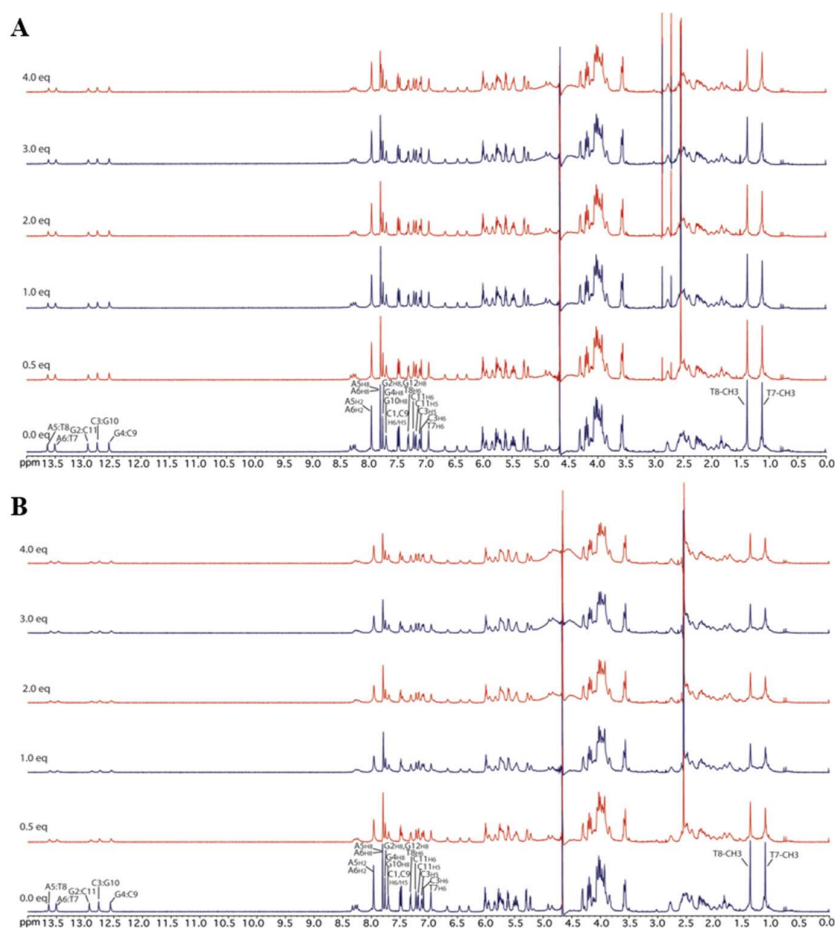 A
4.0 eq
3.0 eq
2.0 eq
1.0 eq
0.5 eq
A5H8
A6H8
G2H8,G12H8
G4H8
T8H6
G10H8
C11H6
A5H2
A6H2
C1,C9
H6/H5
C11H5
C3H5
C3H6
T7H6
T8-CH3
T7-CH3
A5:T8
A6:T7
G2:C11
C3:G10
G4:C9
0.0 eq
ppm 13.5 13.0 12.5 12.0 11.5 11.0 10.5 10.0 9.5 9.0 8.5 8.0 7.5 7.0 6.5 6.0 5.5 5.0 4.5 4.0 3.5 3.0 2.5 2.0 1.5 1.0 0.5 0.0
B
4.0 eq
3.0 eq
2.0 eq
1.0 eq
0.5 eq
A5H8
A6H8
G2H8,G12H8
T8H6
G4H8
C11H6
G10H8
C11H5
A5H2
A6H2
C1,C9
H6/H5
C3H5
C3H6
T7H6
T8-CH3
T7-CH3
A5:T8
A6:T7
G2:C11
C3:G10
G4:C9
0.0 eq
ppm 13.5 13.0 12.5 12.0 11.5 11.0 10.5 10.0 9.5 9.0 8.5 8.0 7.5 7.0 6.5 6.0 5.5 5.0 4.5 4.0 3.5 3.0 2.5 2.0 1.5 1.0 0.5 0.0